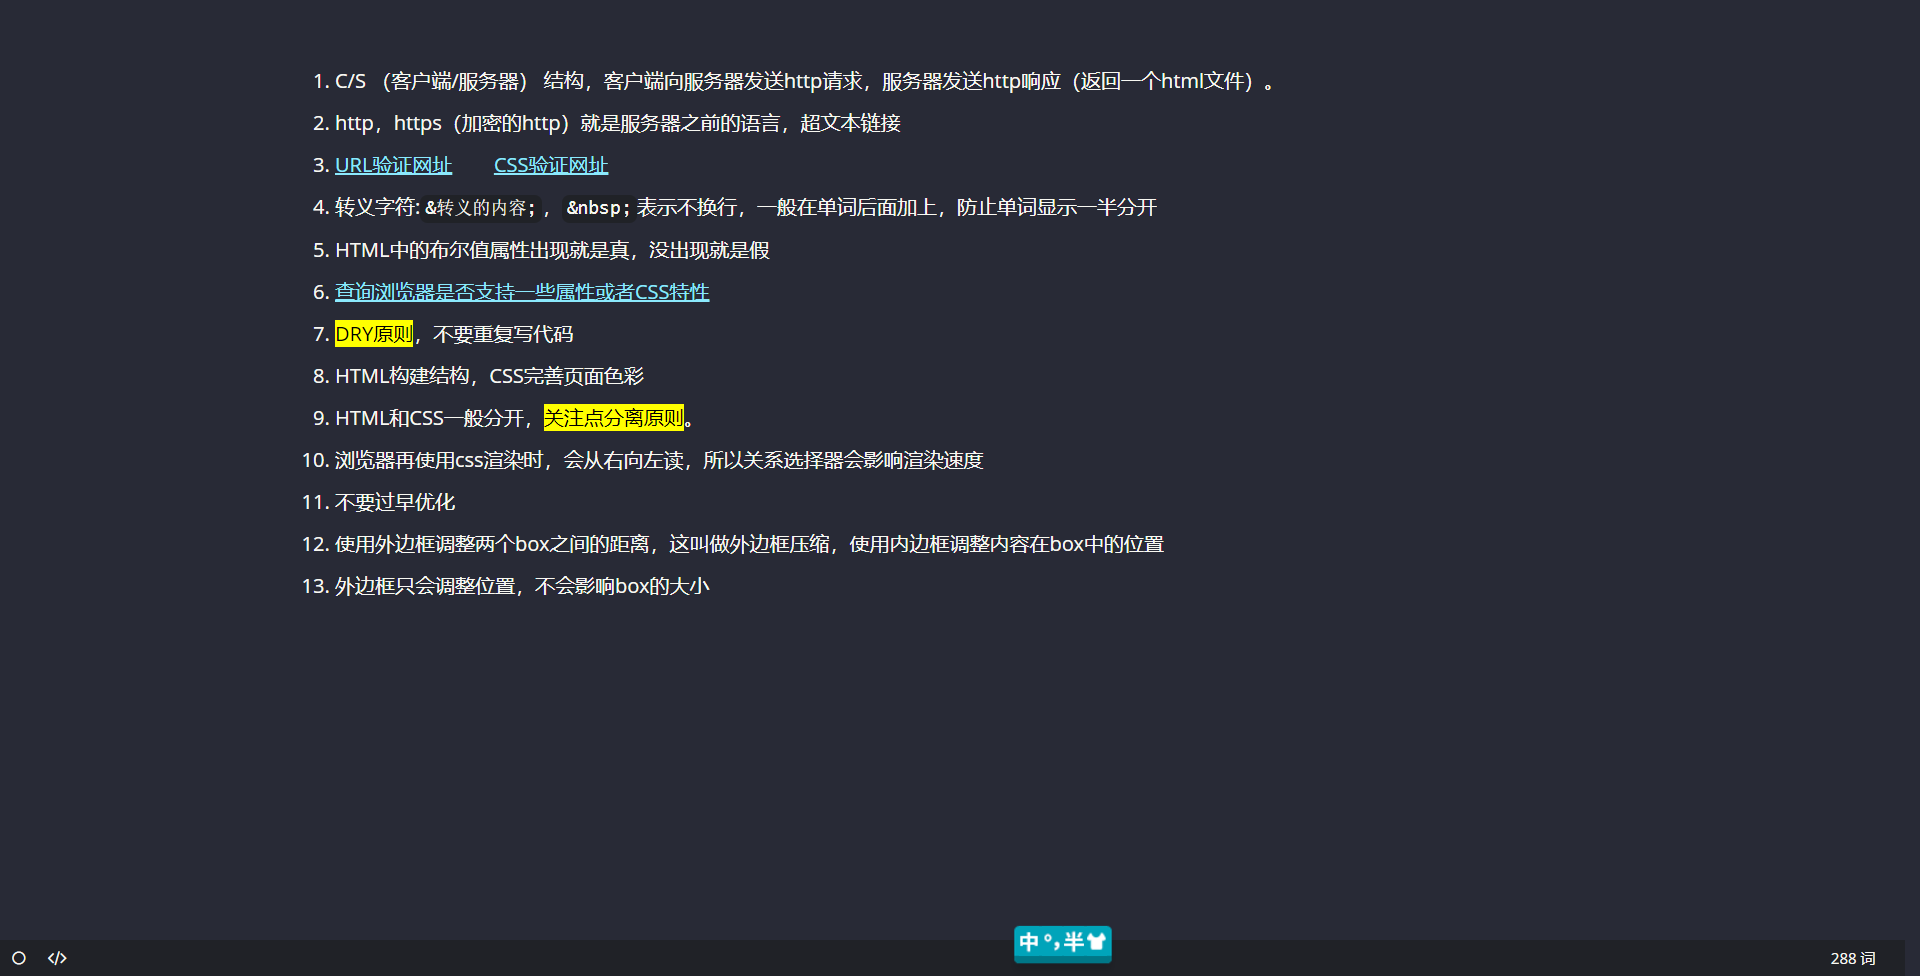 1. C/S （客户端/服务器） 结构，客户端向服务器发送http请求，服务器发送http响应（返回一个html文件）。
2. http，https（加密的http）就是服务器之前的语言，超文本链接
3. URL验证网址 CSS验证网址
4. 转义字符: &转义的内容; ， &nbsp; 表示不换行，一般在单词后面加上，防止单词显示一半分开
5. HTML中的布尔值属性出现就是真，没出现就是假
6. 查询浏览器是否支持一些属性或者CSS特性
7. DRY原则，不要重复写代码
8. HTML构建结构，CSS完善页面色彩
9. HTML和CSS一般分开，关注点分离原则。
10. 浏览器再使用css渲染时，会从右向左读，所以关系选择器会影响渲染速度
11. 不要过早优化
12. 使用外边框调整两个box之间的距离，这叫做外边框压缩，使用内边框调整内容在box中的位置
13. 外边框只会调整位置，不会影响box的大小
中 °, 半
</> 288 词